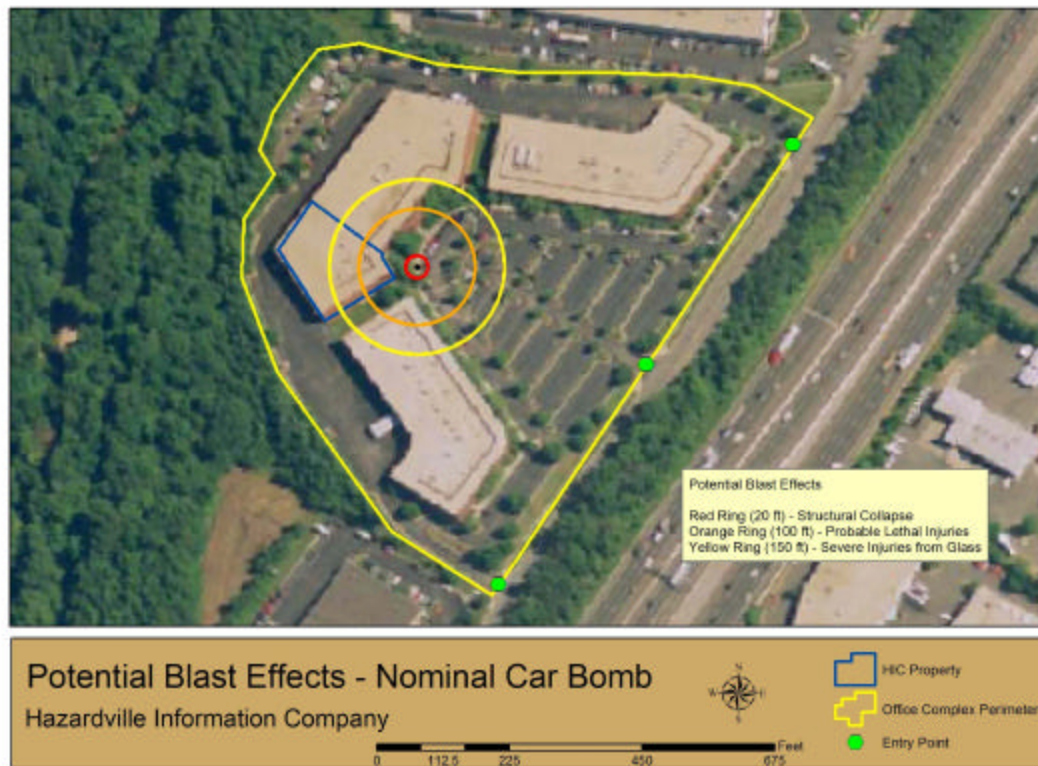 Potential Blast Effects
Red Ring (20 ft) - Structural Collapse
Orange Ring (100 ft) - Probable Lethal Injuries
Yellow Ring (150 ft) - Severe Injuries from Glass
Potential Blast Effects - Nominal Car Bomb
Hazardville Information Company
N
W E
S
HIC Property
Office Complex Perimeter
Entry Point
Feet
0 112.5 225 450 675